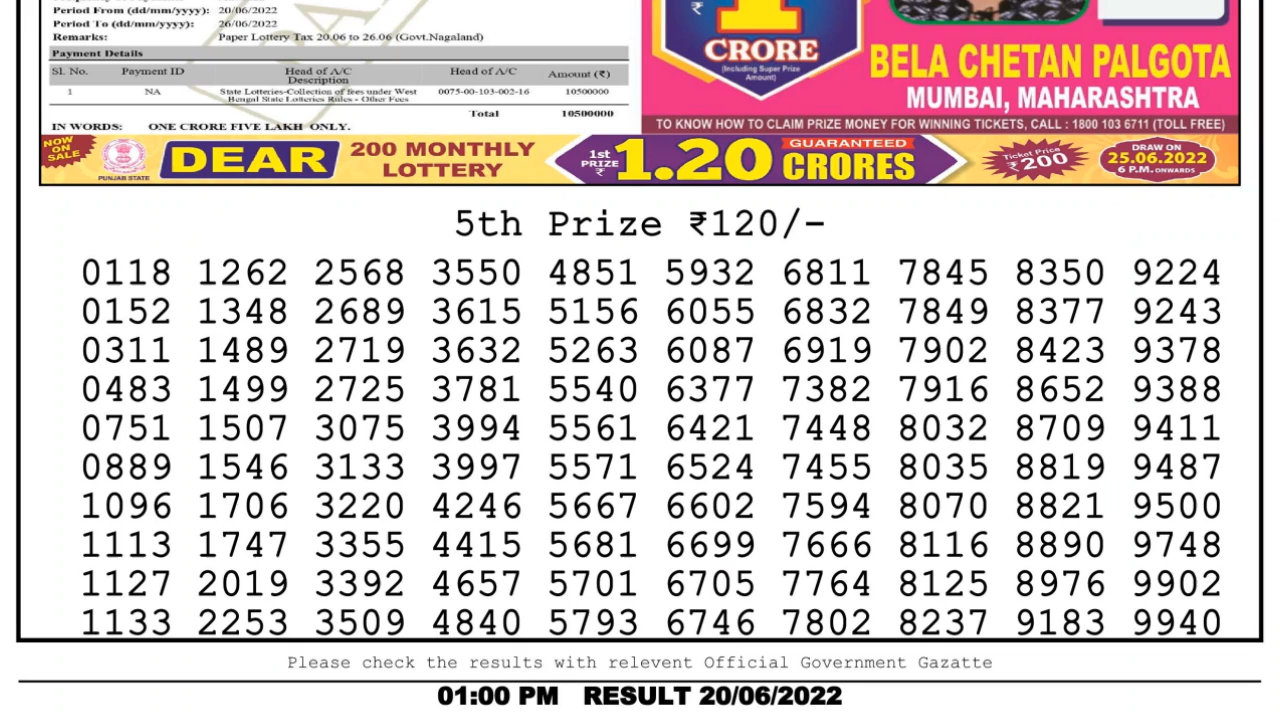 Period From (dd/mm/yyyy): 20/06/2022
Period To (dd/mm/yyyy): 26/06/2022
Remarks: Paper Lottery Tax 20.06 to 26.06 (Govt.Nagaland)
Payment Details
Sl. No. Payment ID Head of A/C Description Head of A/C Amount (₹)
1 NA State Lotteries-Collection of fees under West Bengal State Lotteries Rules - Other Fees 0075-00-103-002-16 10500000
Total 10500000
IN WORDS: ONE CRORE FIVE LAKH ONLY.
₹ 1
CRORE
(Including Super Prize Amount)
BELA CHETAN PALGOTA
MUMBAI, MAHARASHTRA
TO KNOW HOW TO CLAIM PRIZE MONEY FOR WINNING TICKETS, CALL : 1800 103 6711 (TOLL FREE)
NOW ON SALE
PUNJAB STATE
DEAR
200 MONTHLY
LOTTERY
1st PRIZE ₹ 1.20
GUARANTEED
CRORES
Ticket Price
₹200
DRAW ON
25.06.2022
6 P.M. ONWARDS
5th Prize ₹120/-
0118 1262 2568 3550 4851 5932 6811 7845 8350 9224
0152 1348 2689 3615 5156 6055 6832 7849 8377 9243
0311 1489 2719 3632 5263 6087 6919 7902 8423 9378
0483 1499 2725 3781 5540 6377 7382 7916 8652 9388
0751 1507 3075 3994 5561 6421 7448 8032 8709 9411
0889 1546 3133 3997 5571 6524 7455 8035 8819 9487
1096 1706 3220 4246 5667 6602 7594 8070 8821 9500
1113 1747 3355 4415 5681 6699 7666 8116 8890 9748
1127 2019 3392 4657 5701 6705 7764 8125 8976 9902
1133 2253 3509 4840 5793 6746 7802 8237 9183 9940
Please check the results with relevent Official Government Gazatte
01:00 PM RESULT 20/06/2022